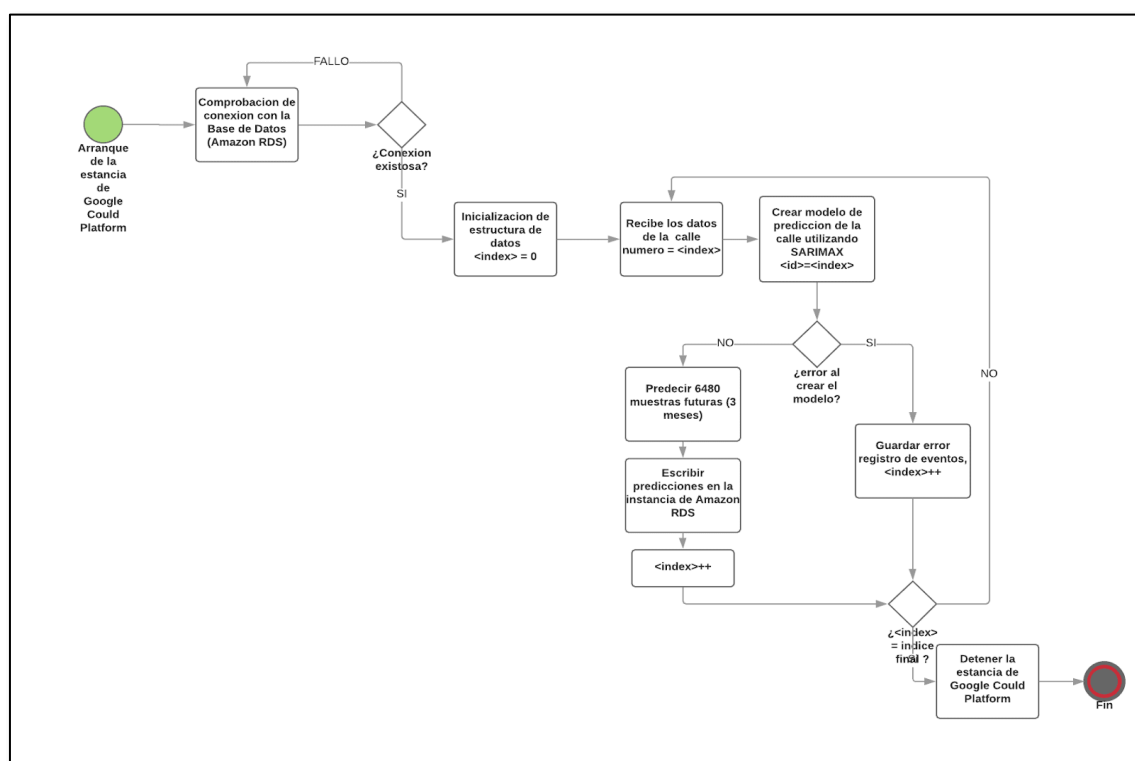 FALLO
Comprobacion de
conexion con la
Base de Datos
(Amazon RDS)
Arranque
de la
estancia
de
Google
Could
Platform
¿Conexion
existosa?
SI
Inicializacion de
estructura de
datos
<index> = 0
Recibe los datos
de la calle
numero = <index>
Crear modelo de
prediccion de la
calle utilizando
SARIMAX
<id>=<index>
NO
SI
¿error al
crear el
modelo?
NO
Predecir 6480
muestras futuras (3
meses)
Guardar error
registro de eventos,
<index>++
Escribir
predicciones en la
instancia de Amazon
RDS
<index>++
¿<index>
= indice
final ?
SI
Detener la
estancia de
Google Could
Platform
Fin